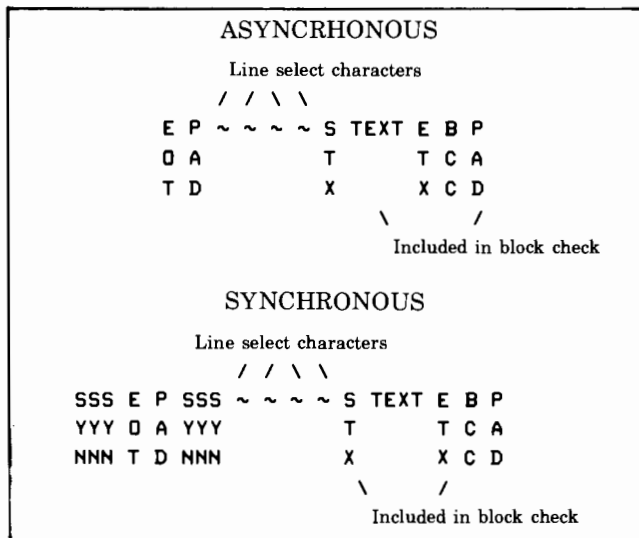 ASYNCRHONOUS
Line select characters
/ / \ \
E P ~ ~ ~ ~ S TEXT E B P
O A T T C A
T D X X C D
\ /
Included in block check
SYNCHRONOUS
Line select characters
/ / \ \
SSS E P SSS ~ ~ ~ ~ S TEXT E B P
YYY O A YYY T T C A
NNN T D NNN X X C D
\ /
Included in block check